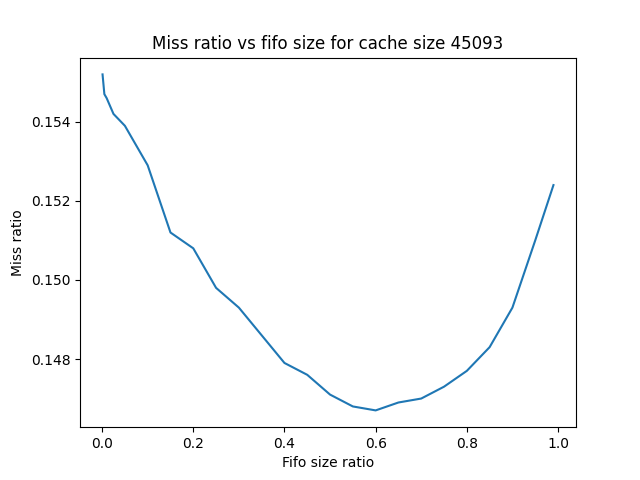 Miss ratio vs fifo size for cache size 45093
Miss ratio
0.154
0.152
0.150
0.148
0.0 0.2 0.4 0.6 0.8 1.0
Fifo size ratio